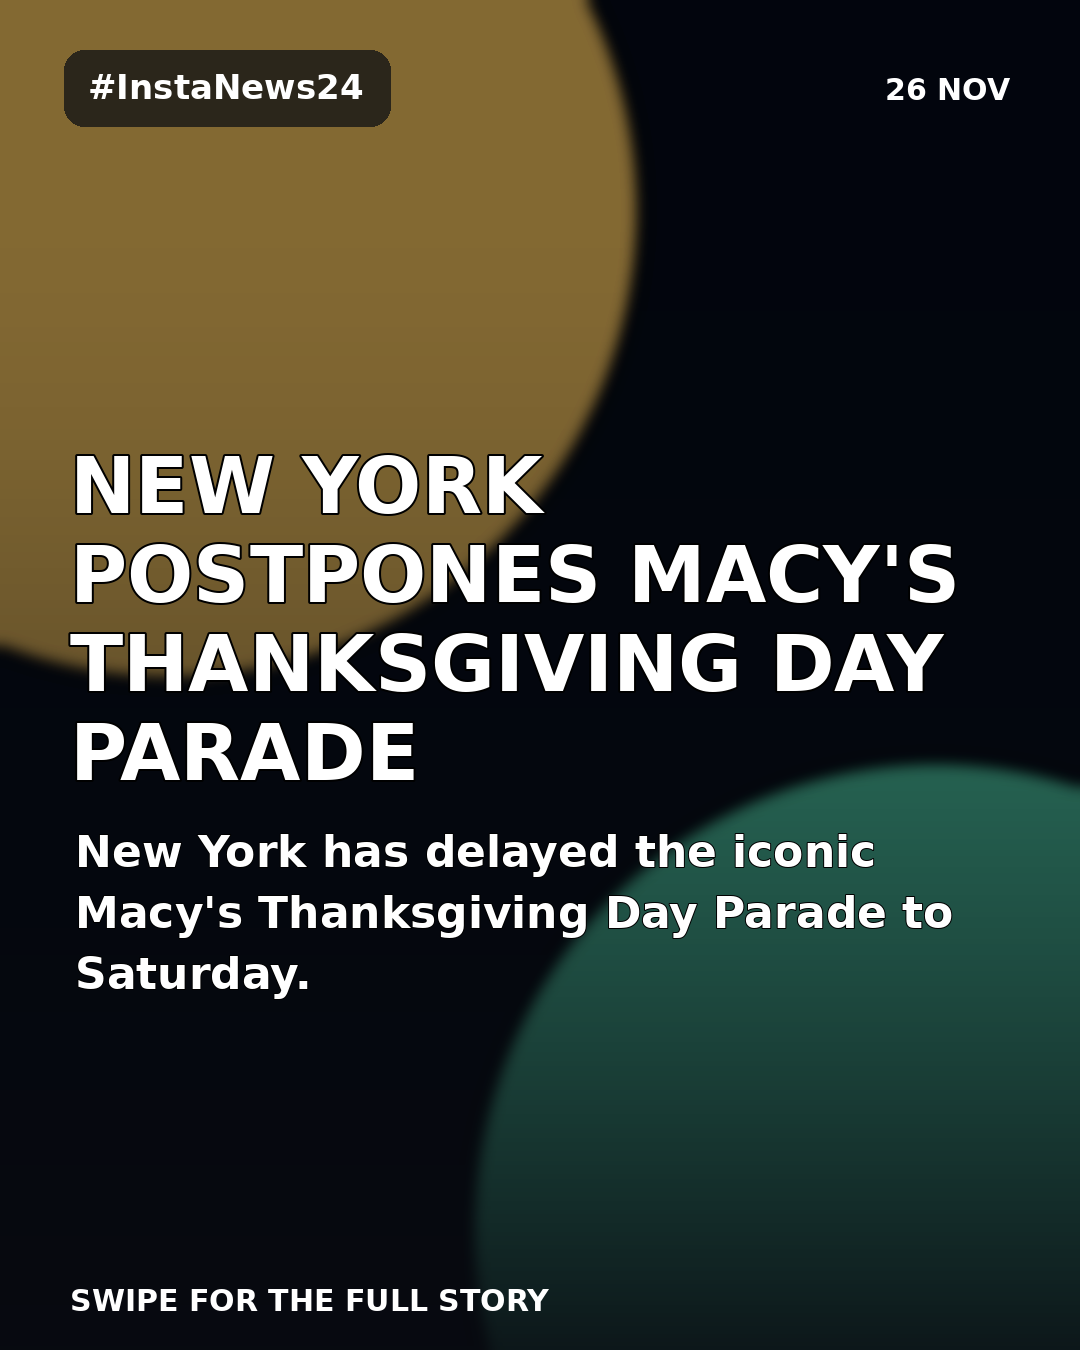 #InstaNews24
26 NOV
NEW YORK
POSTPONES MACY'S
THANKSGIVING DAY
PARADE
New York has delayed the iconic
Macy's Thanksgiving Day Parade to
Saturday.
SWIPE FOR THE FULL STORY